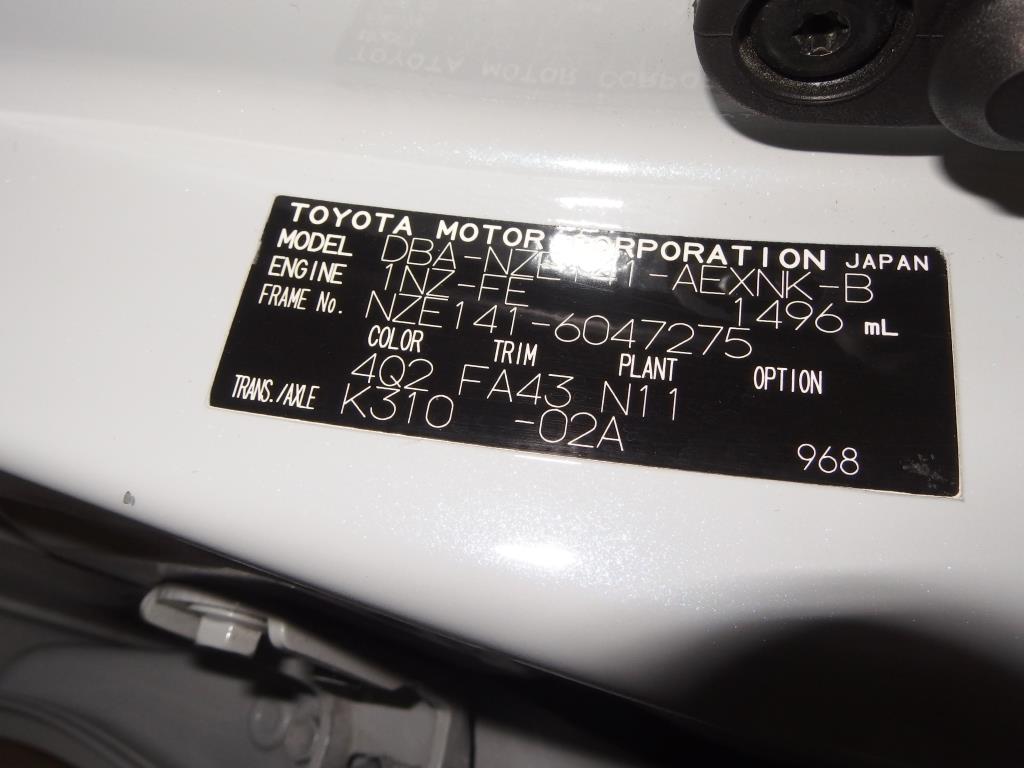 TOYOTA MOTOR CORPORATION JAPAN
MODEL DBA-NZE141-AEXNK-B
ENGINE 1NZ-FE 1496 mL
FRAME No. NZE141-6047275
COLOR TRIM PLANT OPTION
4Q2 FA43 N11
TRANS./AXLE K310 -02A
968